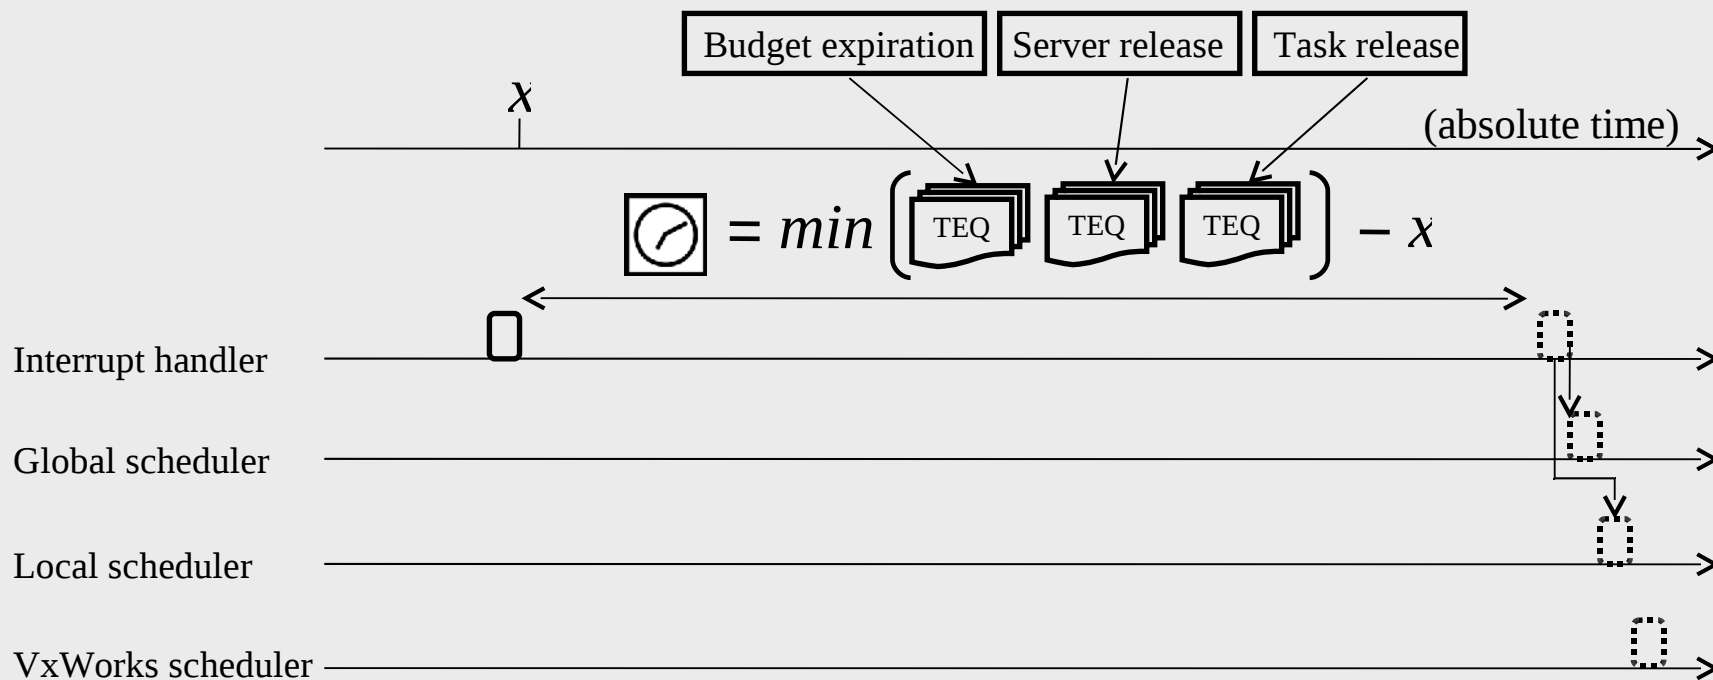 Budget expiration
Server release
Task release
x
(absolute time)
= min ( TEQ TEQ TEQ ) − x
Interrupt handler
Global scheduler
Local scheduler
VxWorks scheduler